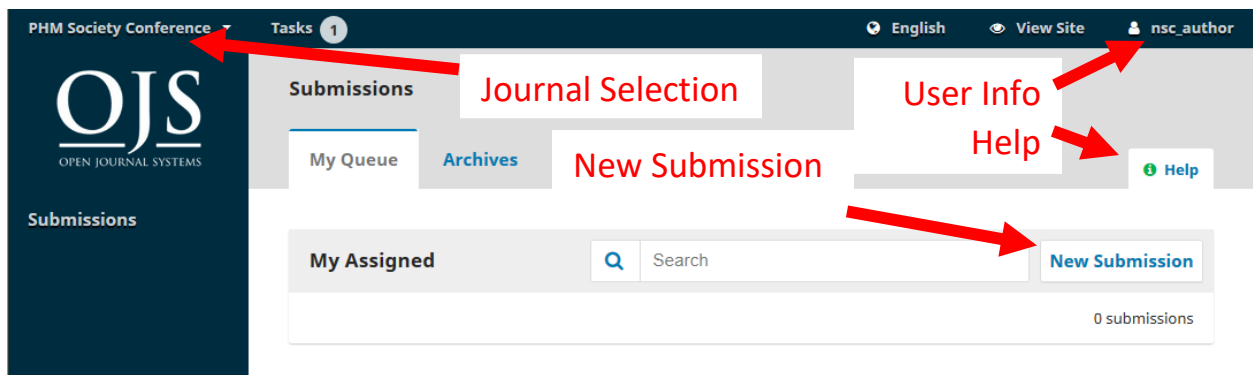 PHM Society Conference Tasks 1 English View Site nsc_author
OJS
OPEN JOURNAL SYSTEMS
Submissions
Journal Selection
User Info
Help
My Queue Archives
New Submission
Help
Submissions
My Assigned Search New Submission
0 submissions